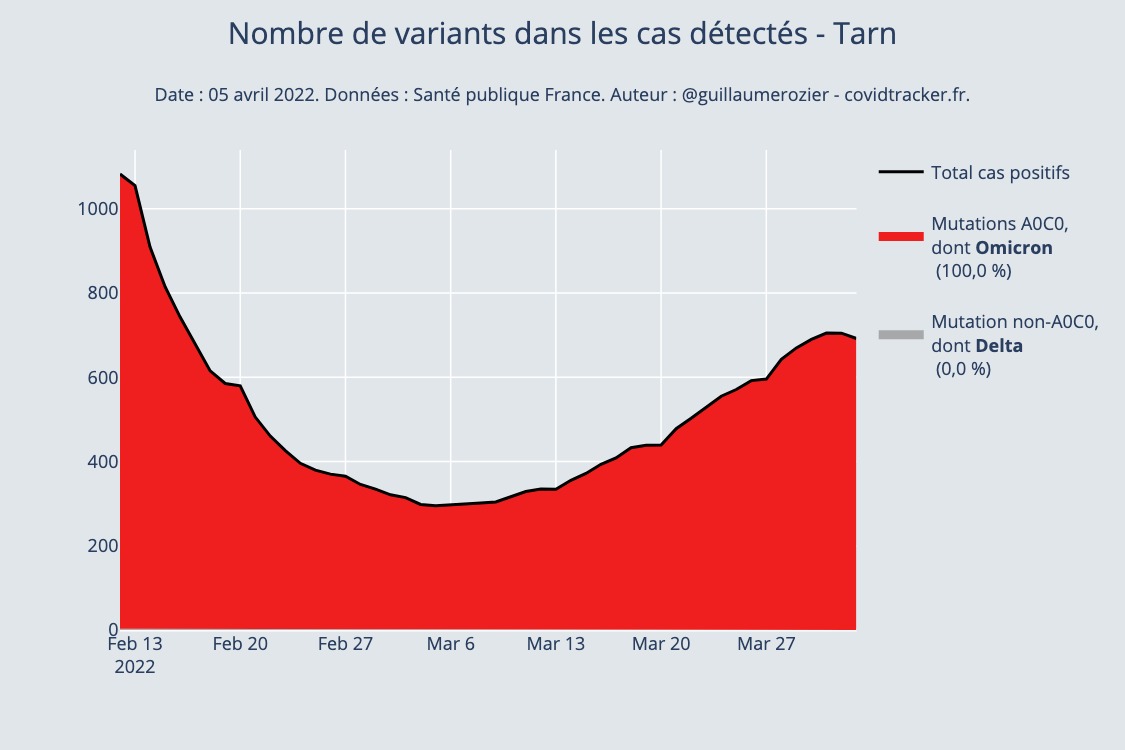 Nombre de variants dans les cas détectés - Tarn
Date : 05 avril 2022. Données : Santé publique France. Auteur : @guillaumerozier - covidtracker.fr.
Total cas positifs
Mutations A0C0,
dont Omicron
(100,0 %)
Mutation non-A0C0,
dont Delta
(0,0 %)
1000
800
600
400
200
0
Feb 13
2022
Feb 20
Feb 27
Mar 6
Mar 13
Mar 20
Mar 27